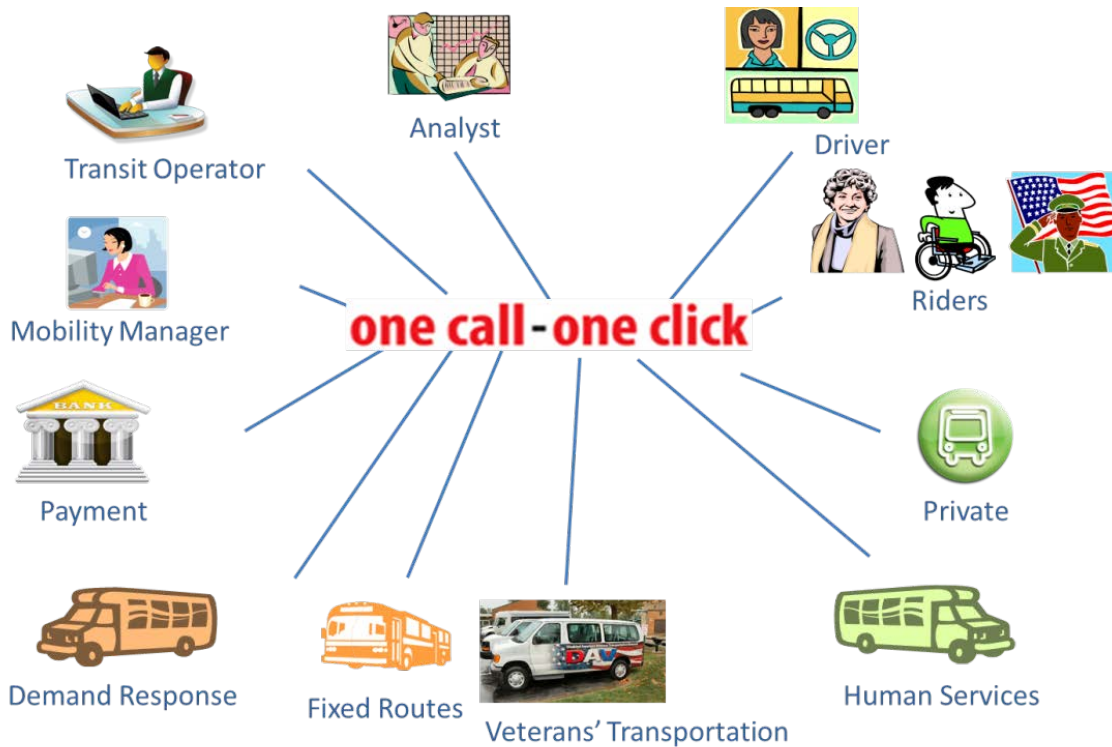 Analyst
Driver
Transit Operator
Riders
Mobility Manager
one call-one click
BANK
Payment
Private
DAV
Demand Response
Fixed Routes
Veterans' Transportation
Human Services